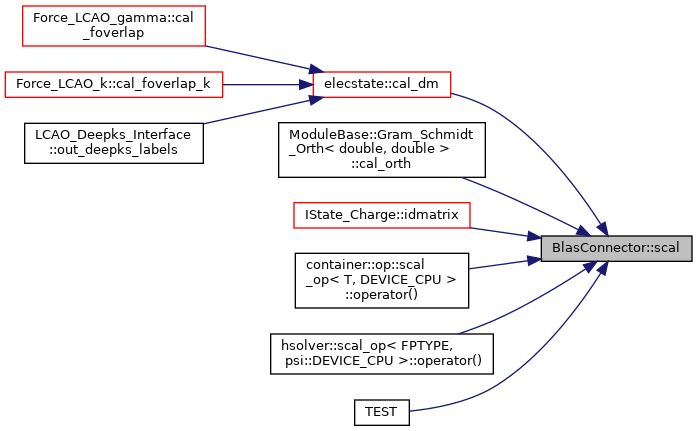 Force_LCAO_gamma::cal
_foverlap
Force_LCAO_k::cal_foverlap_k
elecstate::cal_dm
LCAO_Deepks_Interface
::out_deepks_labels
ModuleBase::Gram_Schmidt
_Orth< double, double >
::cal_orth
IState_Charge::idmatrix
BlasConnector::scal
container::op::scal
_op< T, DEVICE_CPU >
::operator()
hsolver::scal_op< FPTYPE,
psi::DEVICE_CPU >::operator()
TEST